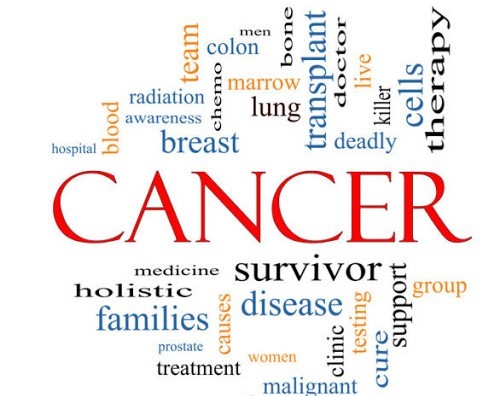 men
bone
team
colon
transplant
doctor
therapy
chemo
marrow
live
cells
killer
radiation
lung
blood
awareness
hospital
breast
deadly
CANCER
medicine
survivor
support
holistic
group
families
causes
disease
testing
prostate
women
clinic
cure
treatment
malignant